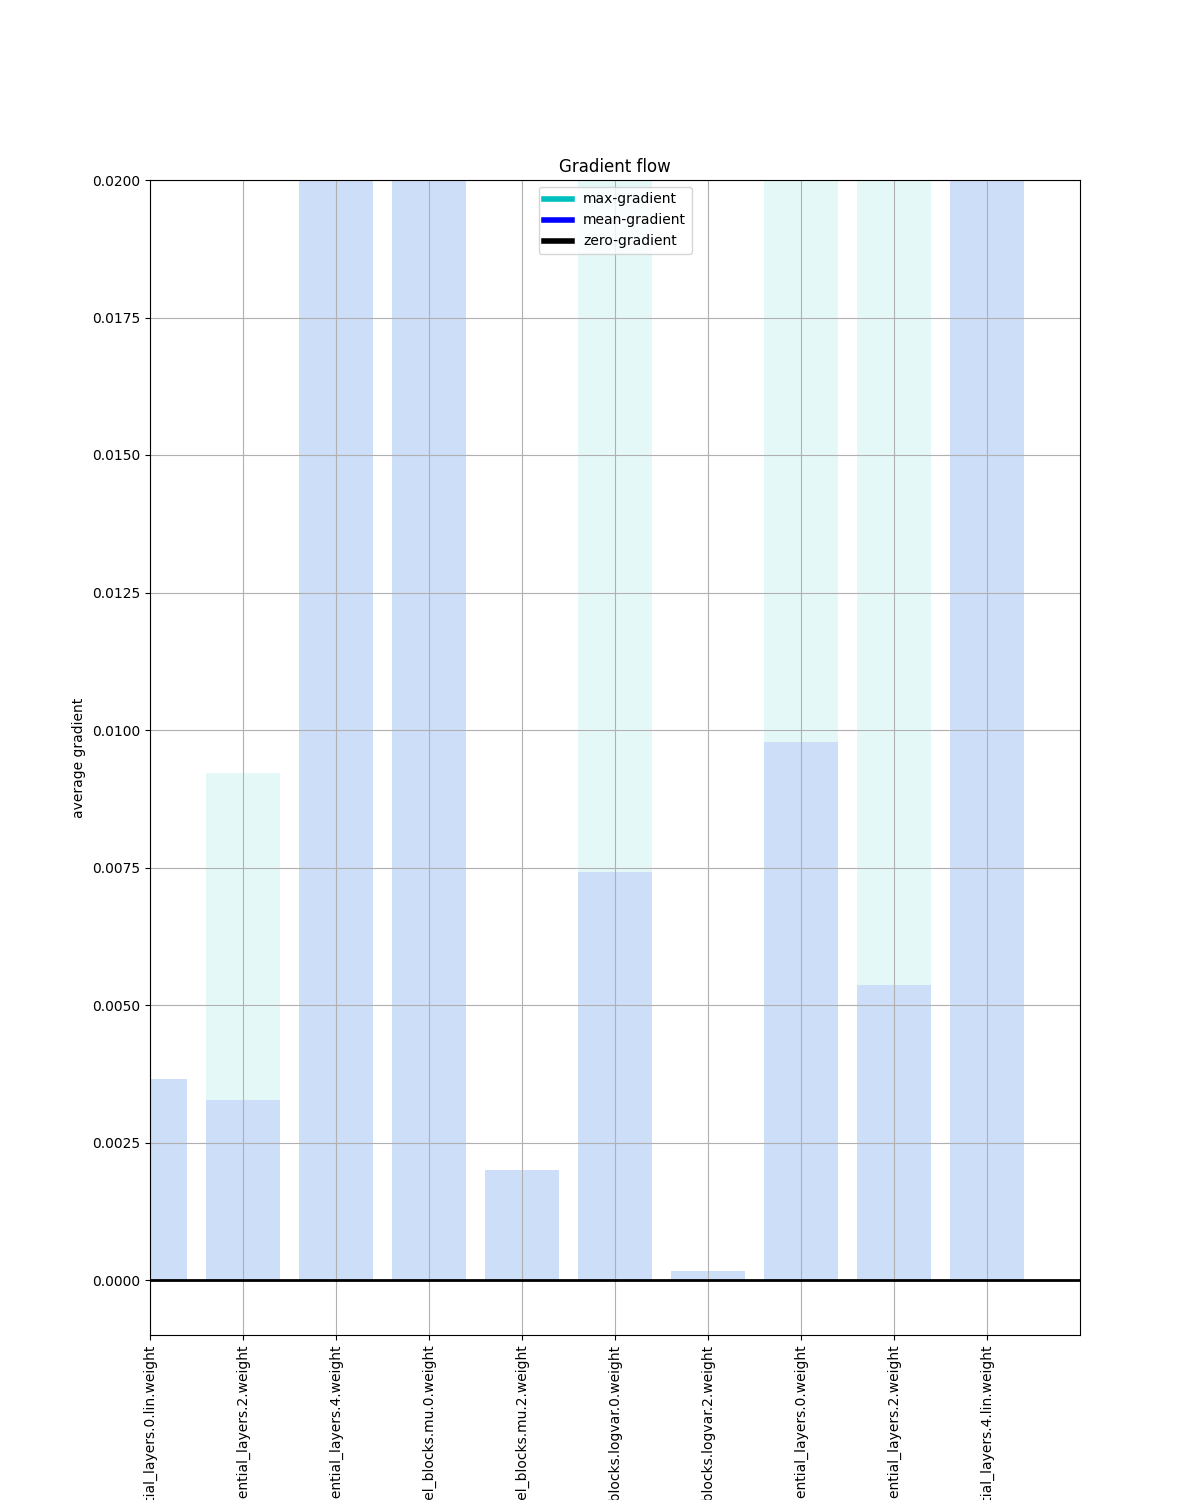 Gradient flow
max-gradient
mean-gradient
zero-gradient
0.0200
0.0175
0.0150
0.0125
0.0100
0.0075
0.0050
0.0025
0.0000
average gradient
tial_layers.0.lin.weight
ential_layers.2.weight
ential_layers.4.weight
el_blocks.mu.0.weight
el_blocks.mu.2.weight
blocks.logvar.0.weight
blocks.logvar.2.weight
ential_layers.0.weight
ential_layers.2.weight
tial_layers.4.lin.weight